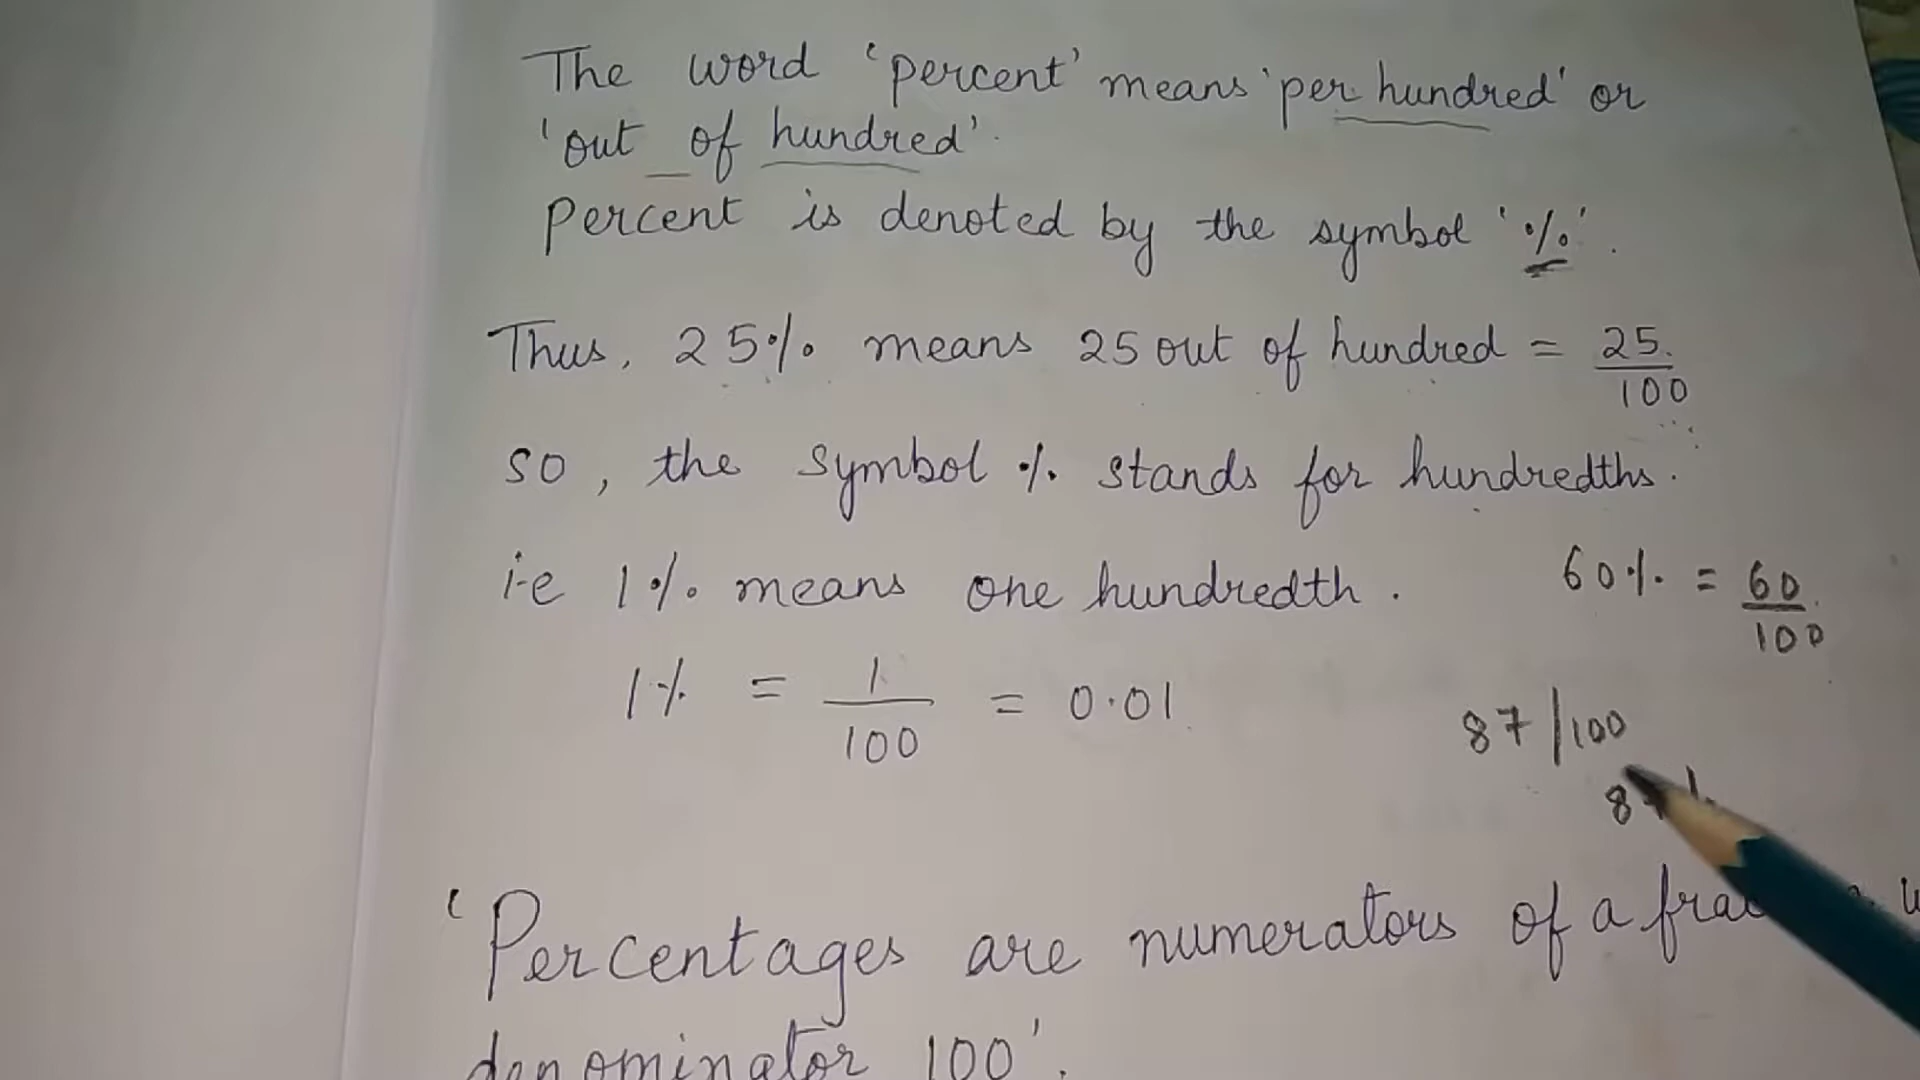 The word 'percent' means 'per hundred' or
'out of hundred'.
Percent is denoted by the symbol '%'.
Thus, 25% means 25 out of hundred = 25/100
so, the symbol % stands for hundredths.
i.e 1% means one hundredth.
60% = 60/100
1% = 1/100 = 0.01
87/100
'Percentages are numerators of a
denominator 100'.